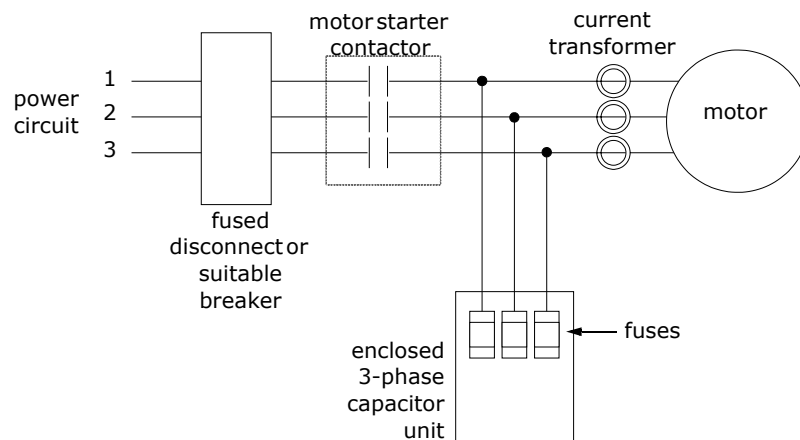 motor starter
contactor
current
transformer
power
circuit
1
2
3
motor
fused
disconnect or
suitable
breaker
fuses
enclosed
3-phase
capacitor
unit